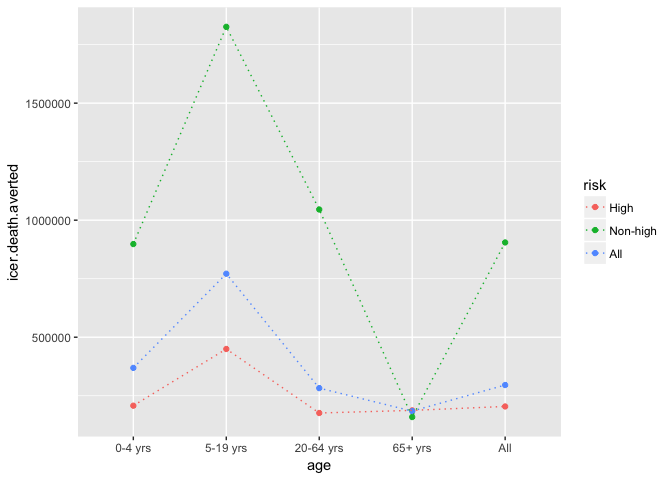 icer.death.averted
1500000
1000000
500000
0-4 yrs 5-19 yrs 20-64 yrs 65+ yrs All
age
risk
High
Non-high
All